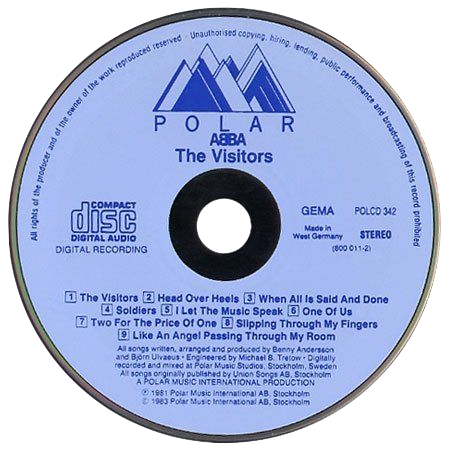 All rights of the producer and of the owner of the work reproduced reserved · Unauthorised copying, hiring, lending, public performance and broadcasting of this record prohibited
POLAR
ABBA
The Visitors
COMPACT
disc
DIGITAL AUDIO
DIGITAL RECORDING
GEMA POLCD 342
Made in
West Germany STEREO
(800 011-2)
1 The Visitors 2 Head Over Heels 3 When All Is Said And Done
4 Soldiers 5 I Let The Music Speak 6 One Of Us
7 Two For The Price Of One 8 Slipping Through My Fingers
9 Like An Angel Passing Through My Room
All songs written, arranged and produced by Benny Andersson
and Björn Ulvaeus · Engineered by Michael B. Tretow · Digitally
recorded and mixed at Polar Music Studios, Stockholm, Sweden
All songs originally published by Union Songs AB, Stockholm
A POLAR MUSIC INTERNATIONAL PRODUCTION
℗ 1981 Polar Music International AB, Stockholm
© 1983 Polar Music International AB, Stockholm